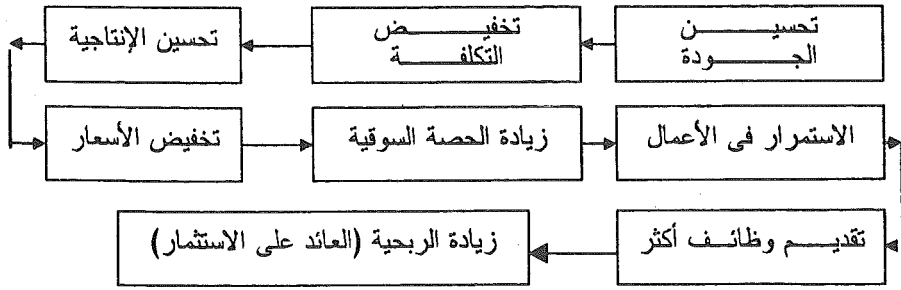 تحسين الجودة
تخفيض التكلفة
تحسين الإنتاجية
تخفيض الأسعار
زيادة الحصة السوقية
الاستمرار فى الأعمال
تقديم وظائف أكثر
زيادة الربحية (العائد على الاستثمار)